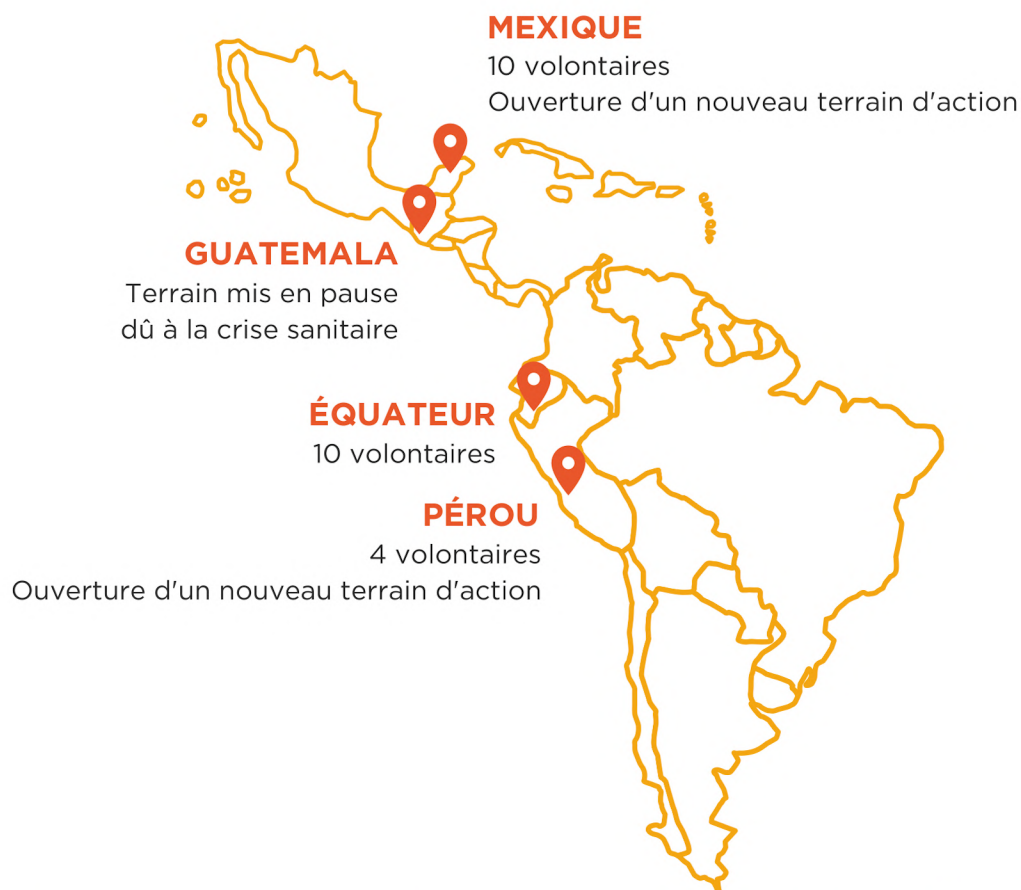 MEXIQUE
10 volontaires
Ouverture d'un nouveau terrain d'action
GUATEMALA
Terrain mis en pause
dû à la crise sanitaire
ÉQUATEUR
10 volontaires
PÉROU
4 volontaires
Ouverture d'un nouveau terrain d'action